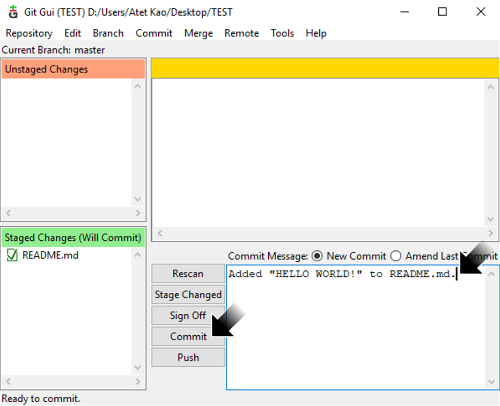 Git Gui (TEST) D:/Users/Atet Kao/Desktop/TEST
Repository Edit Branch Commit Merge Remote Tools Help
Current Branch: master
Unstaged Changes
Staged Changes (Will Commit)
README.md
Commit Message: New Commit Amend Last Commit
Rescan
Stage Changed
Sign Off
Commit
Push
Added "HELLO WORLD!" to README.md.
Ready to commit.